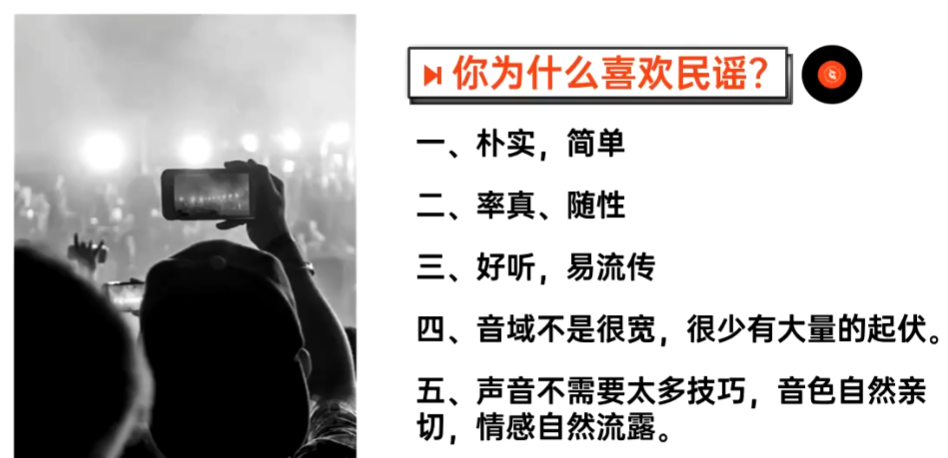 你为什么喜欢民谣?
一、朴实，简单
二、率真、随性
三、好听，易流传
四、音域不是很宽，很少有大量的起伏。
五、声音不需要太多技巧，音色自然亲
切，情感自然流露。